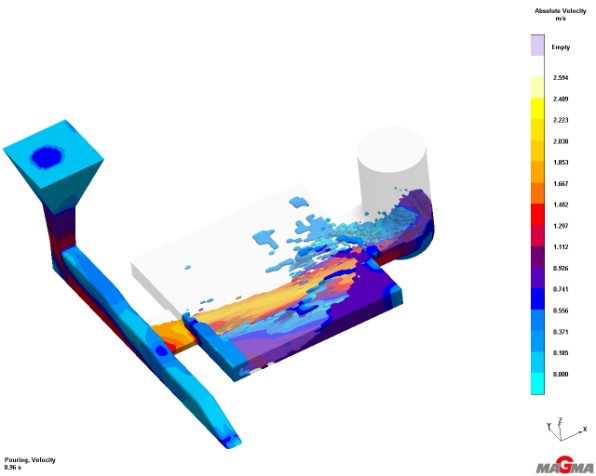 Absolute Velocity
m/s
Empty
2.594
2.409
2.223
2.038
1.853
1.667
1.482
1.297
1.112
0.926
0.741
0.556
0.371
0.185
0.000
Z
Y
X
Pouring, Velocity
0.96 s
MAGMA